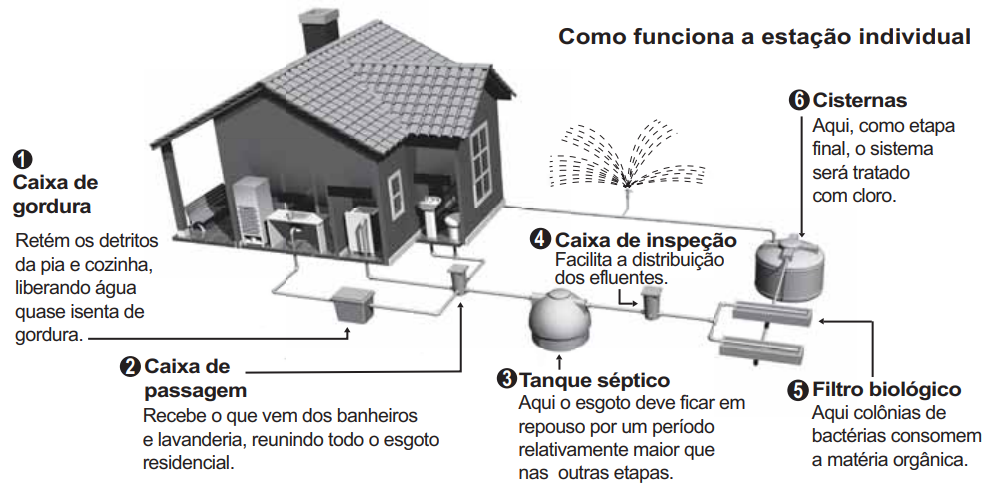 Como funciona a estação individual
1
Caixa de
gordura
Retém os detritos
da pia e cozinha,
liberando água
quase isenta de
gordura.
2 Caixa de
passagem
Recebe o que vem dos banheiros
e lavanderia, reunindo todo o esgoto
residencial.
3 Tanque séptico
Aqui o esgoto deve ficar em
repouso por um período
relativamente maior que
nas outras etapas.
4 Caixa de inspeção
Facilita a distribuição
dos efluentes.
5 Filtro biológico
Aqui colônias de
bactérias consomem
a matéria orgânica.
6 Cisternas
Aqui, como etapa
final, o sistema
será tratado
com cloro.